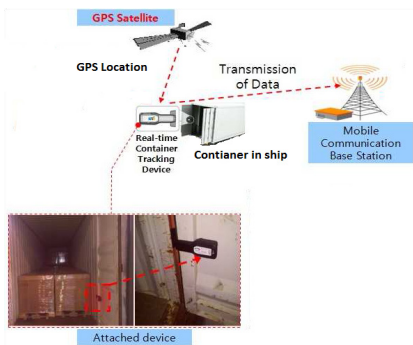 GPS Satellite
GPS Location
Transmission
of Data
Real-time
Container
Tracking
Device
Contianer in ship
Mobile
Communication
Base Station
Attached device